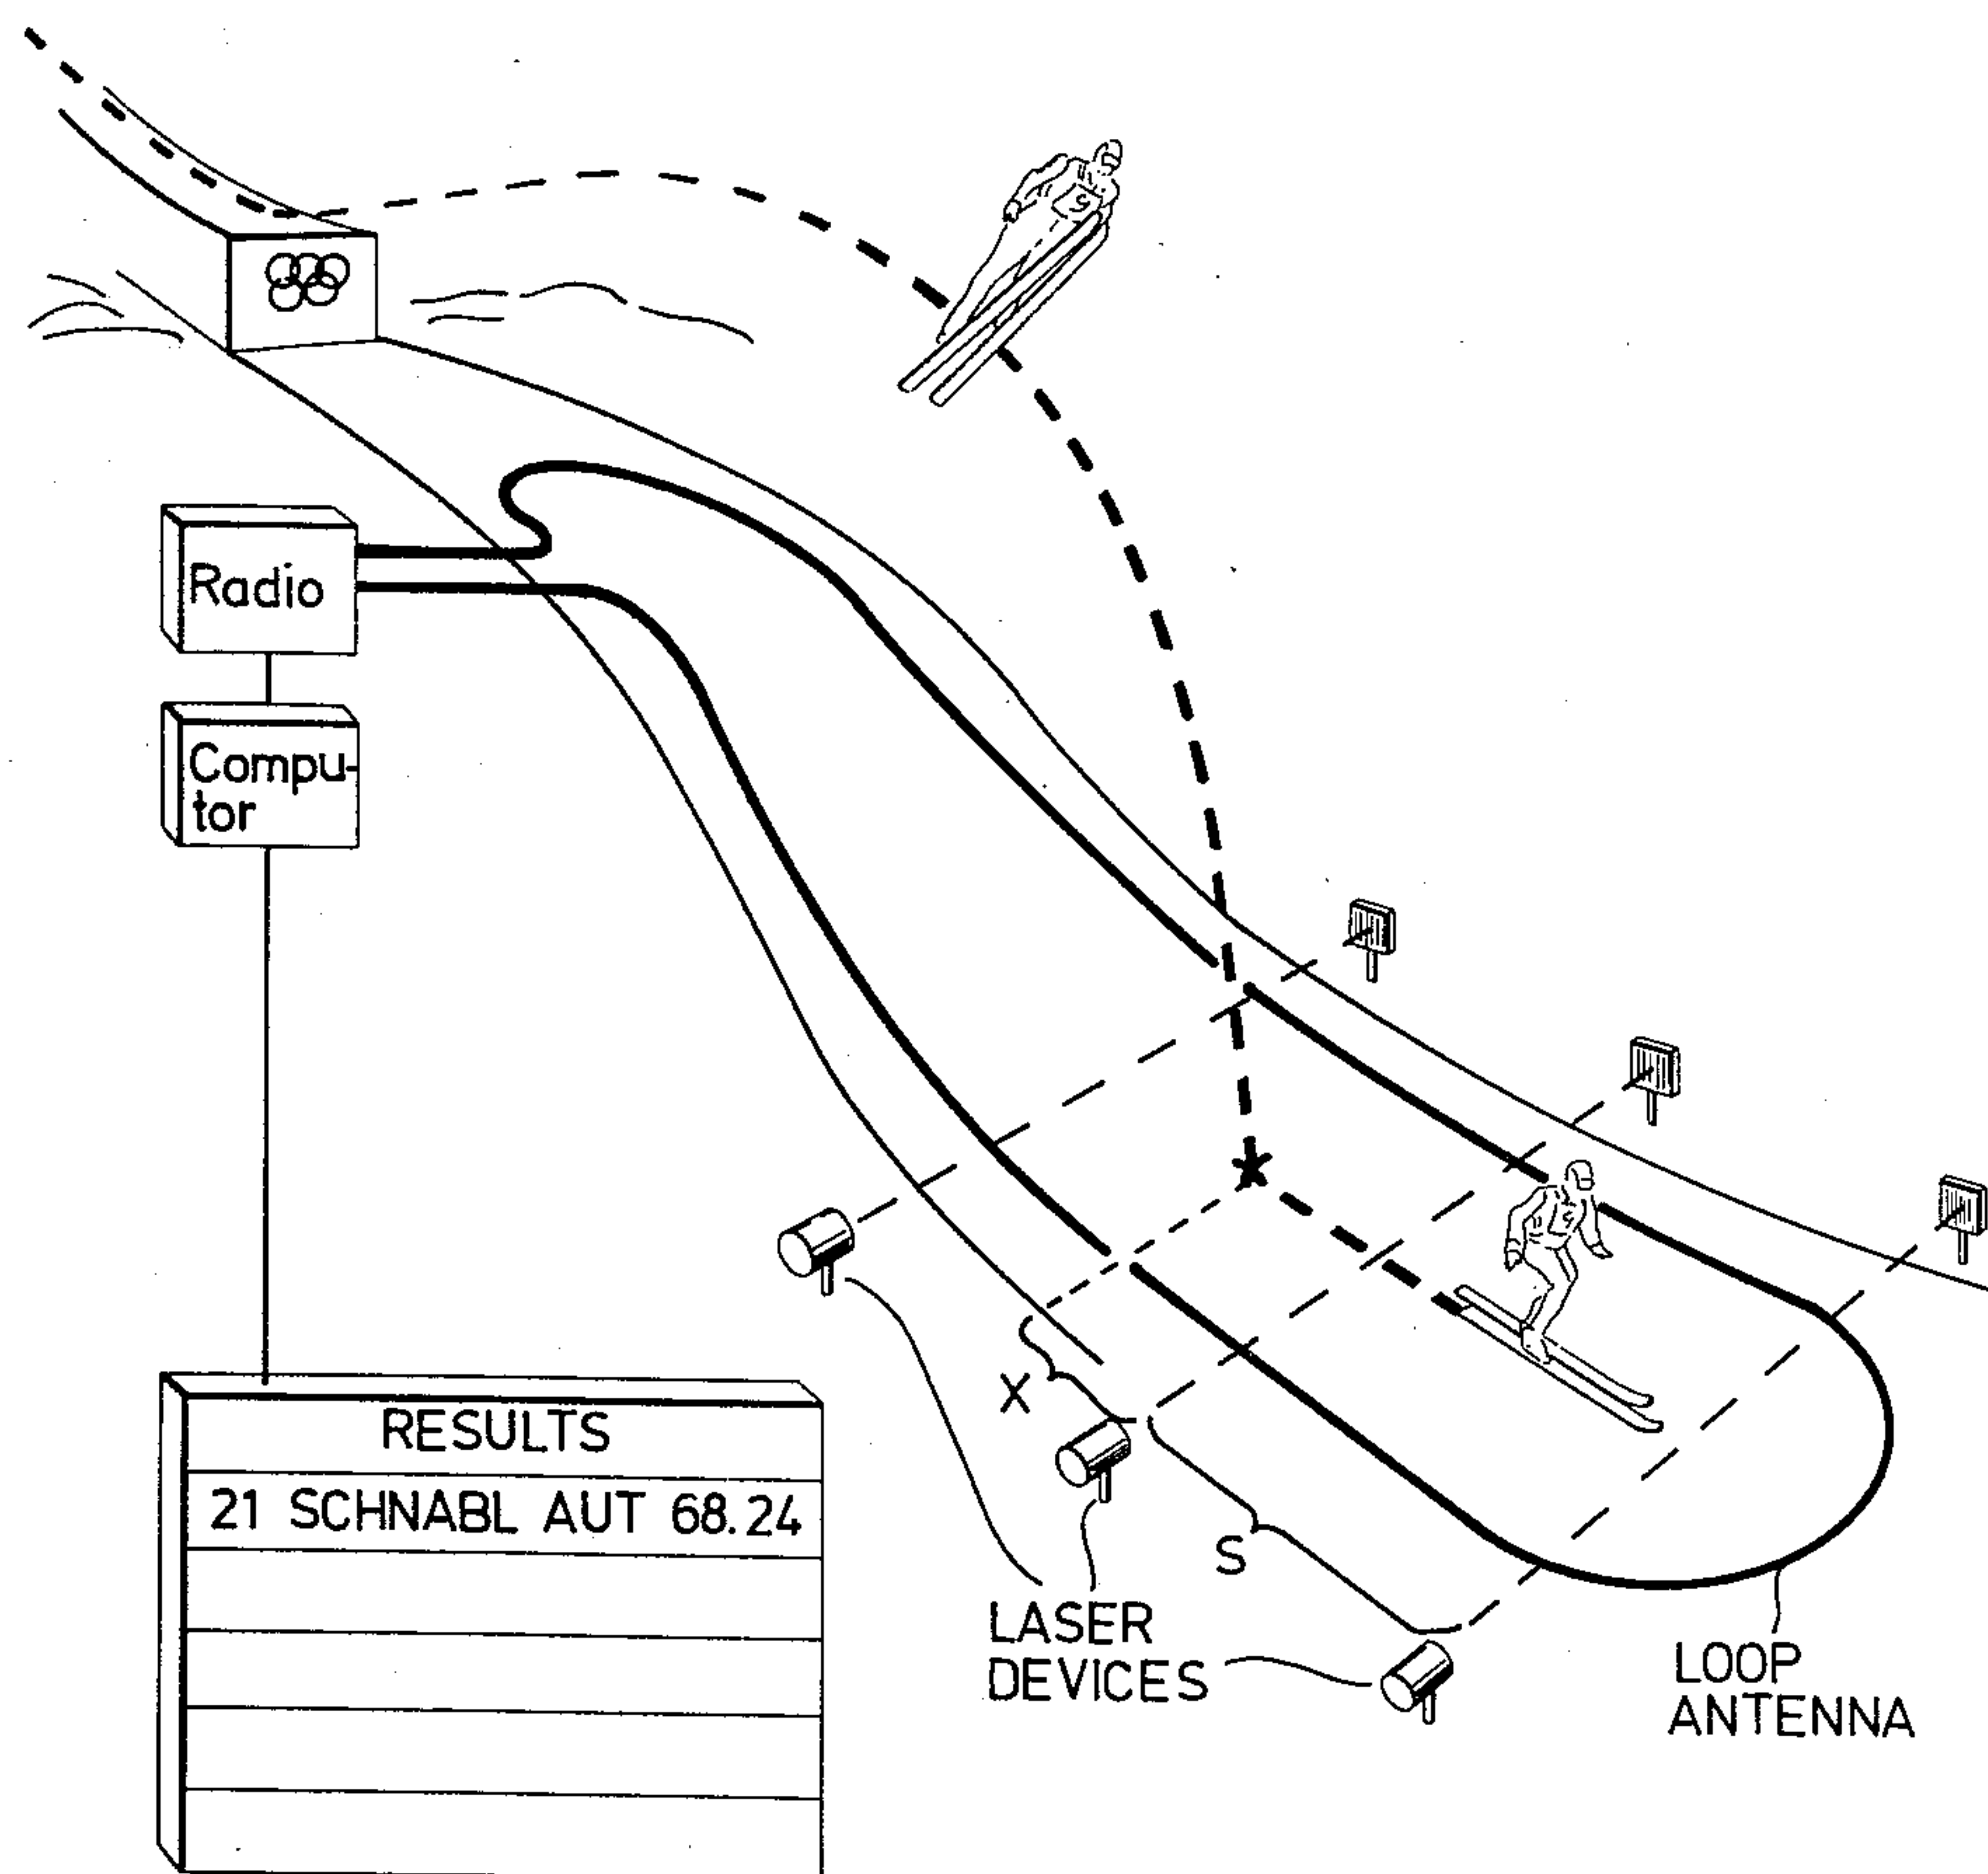 Radio
Compu-
tor
X
S
RESULTS
21 SCHNABL AUT 68.24
LASER
DEVICES
LOOP
ANTENNA